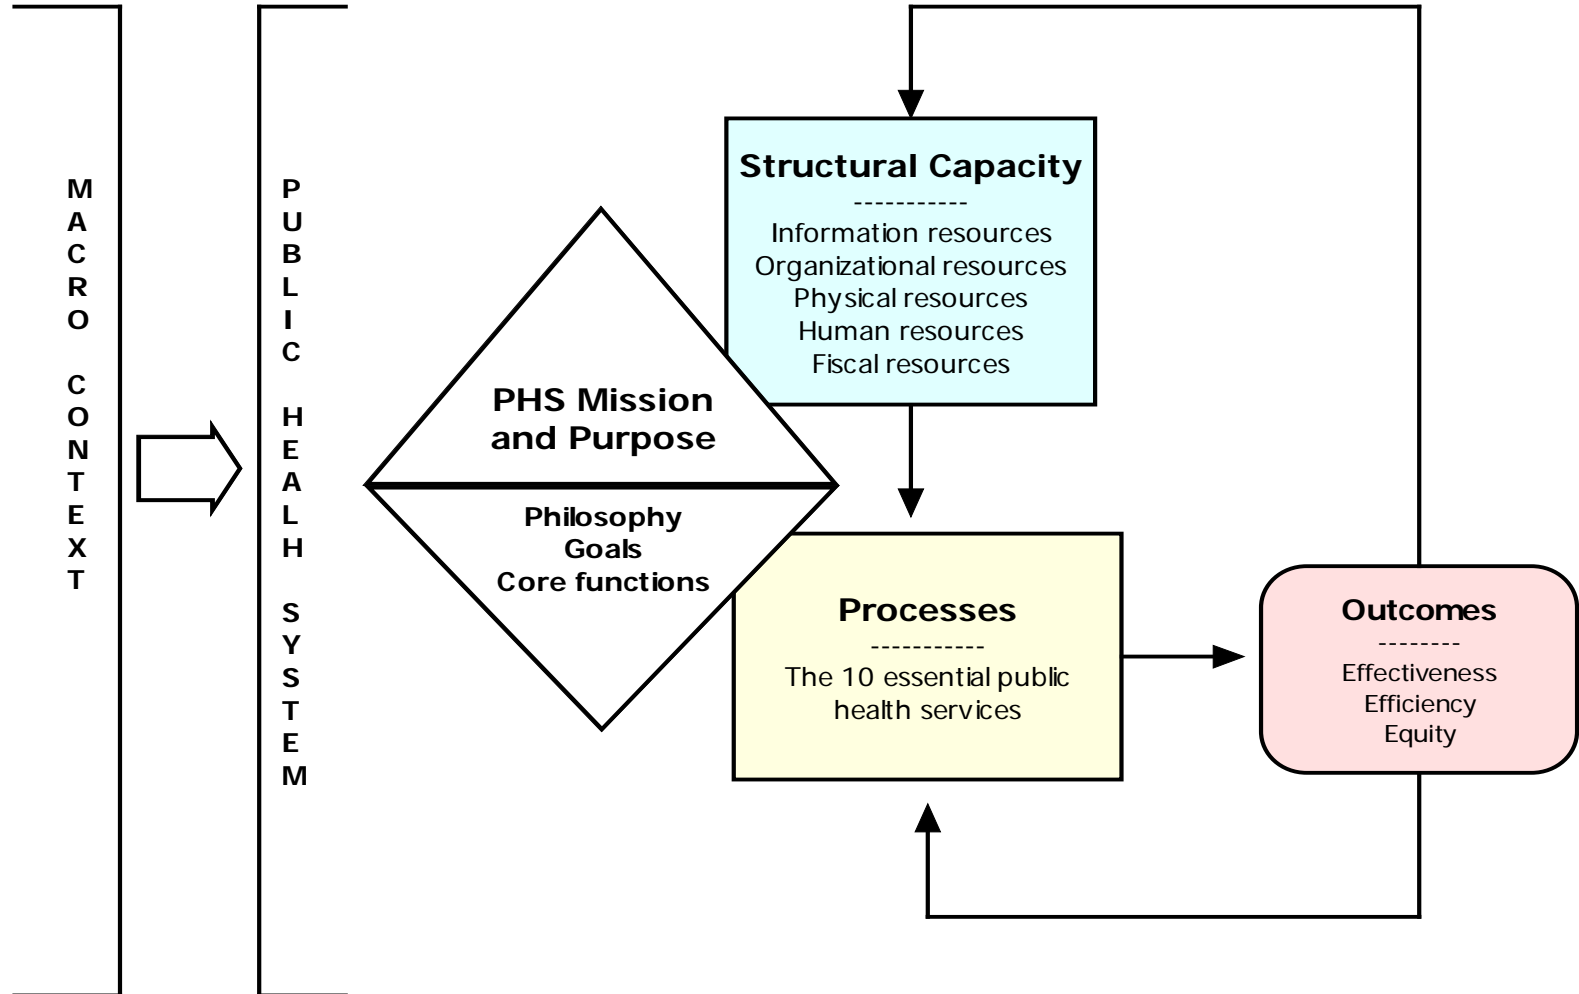 MACRO CONTEXT
PUBLIC HEALTH SYSTEM
PHS Mission
and Purpose
Philosophy
Goals
Core functions
Structural Capacity
-----------
Information resources
Organizational resources
Physical resources
Human resources
Fiscal resources
Processes
-----------
The 10 essential public
health services
Outcomes
--------
Effectiveness
Efficiency
Equity